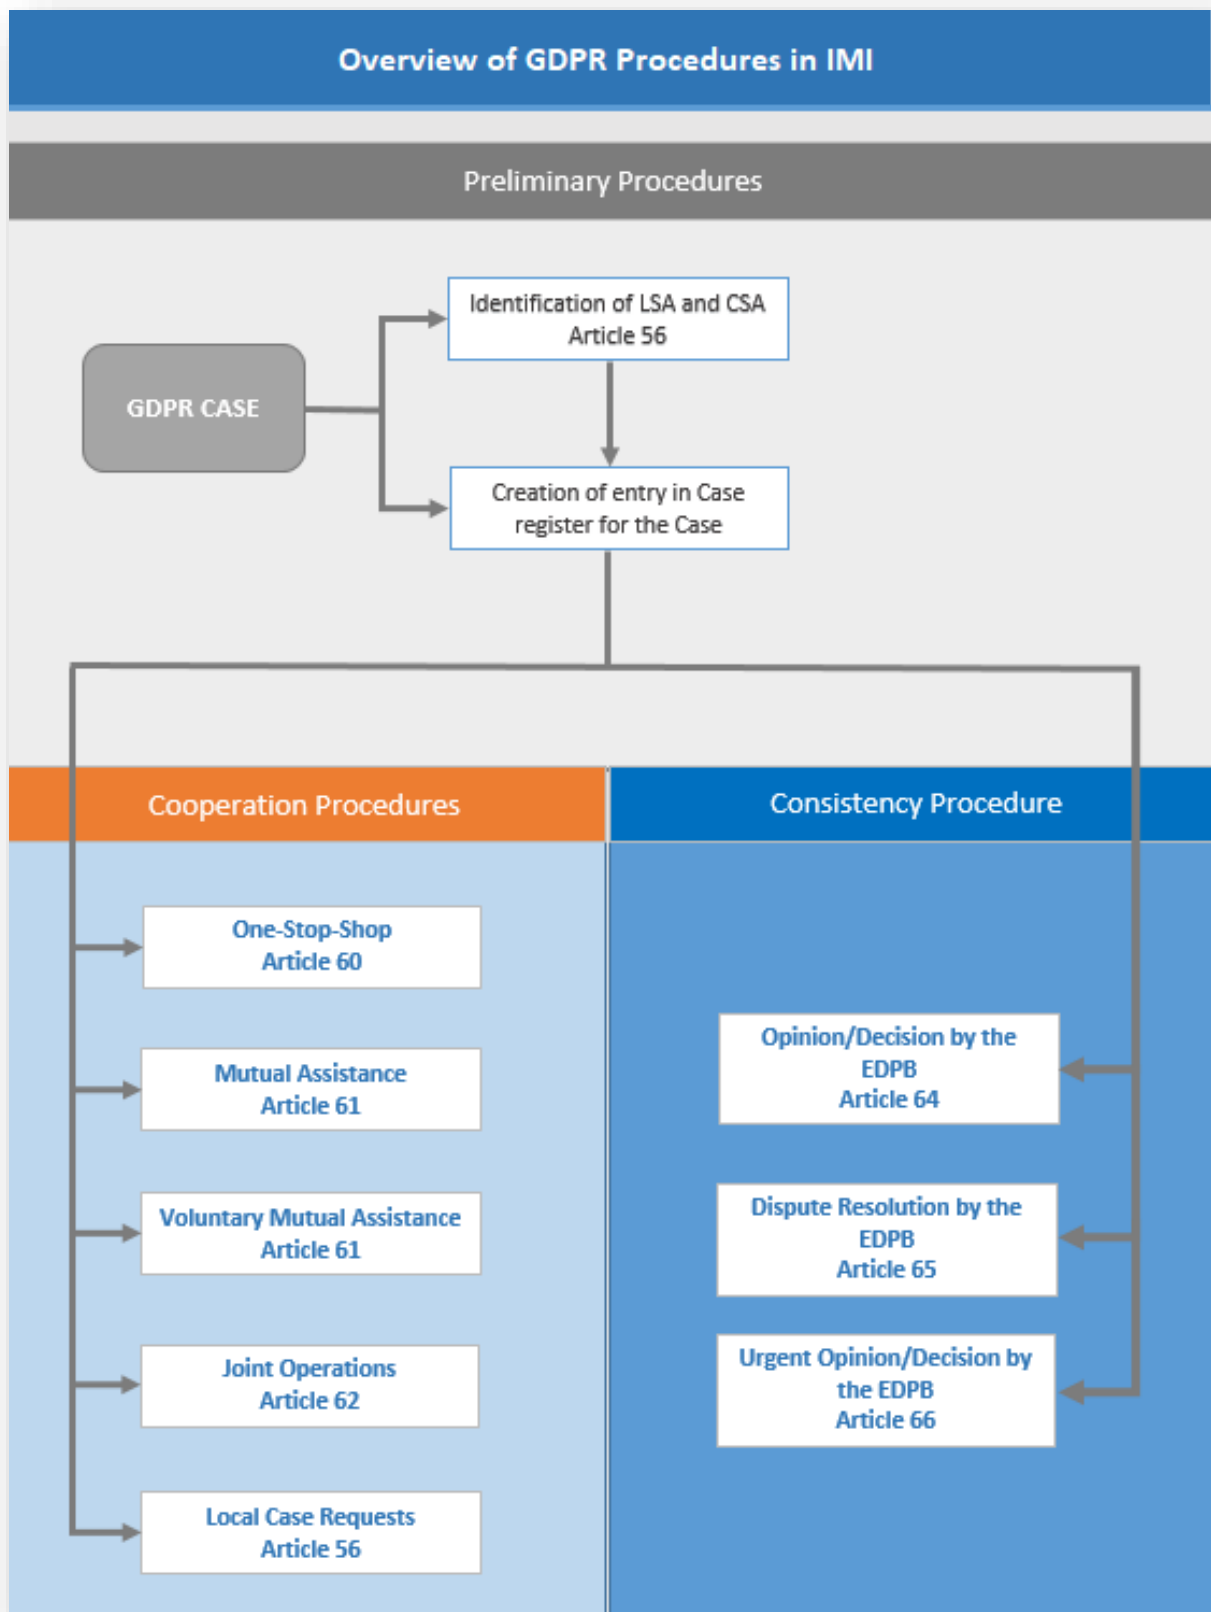 Overview of GDPR Procedures in IMI
Preliminary Procedures
Identification of LSA and CSA
Article 56
GDPR CASE
Creation of entry in Case
register for the Case
Cooperation Procedures
Consistency Procedure
One-Stop-Shop
Article 60
Mutual Assistance
Article 61
Voluntary Mutual Assistance
Article 61
Joint Operations
Article 62
Local Case Requests
Article 56
Opinion/Decision by the
EDPB
Article 64
Dispute Resolution by the
EDPB
Article 65
Urgent Opinion/Decision by
the EDPB
Article 66